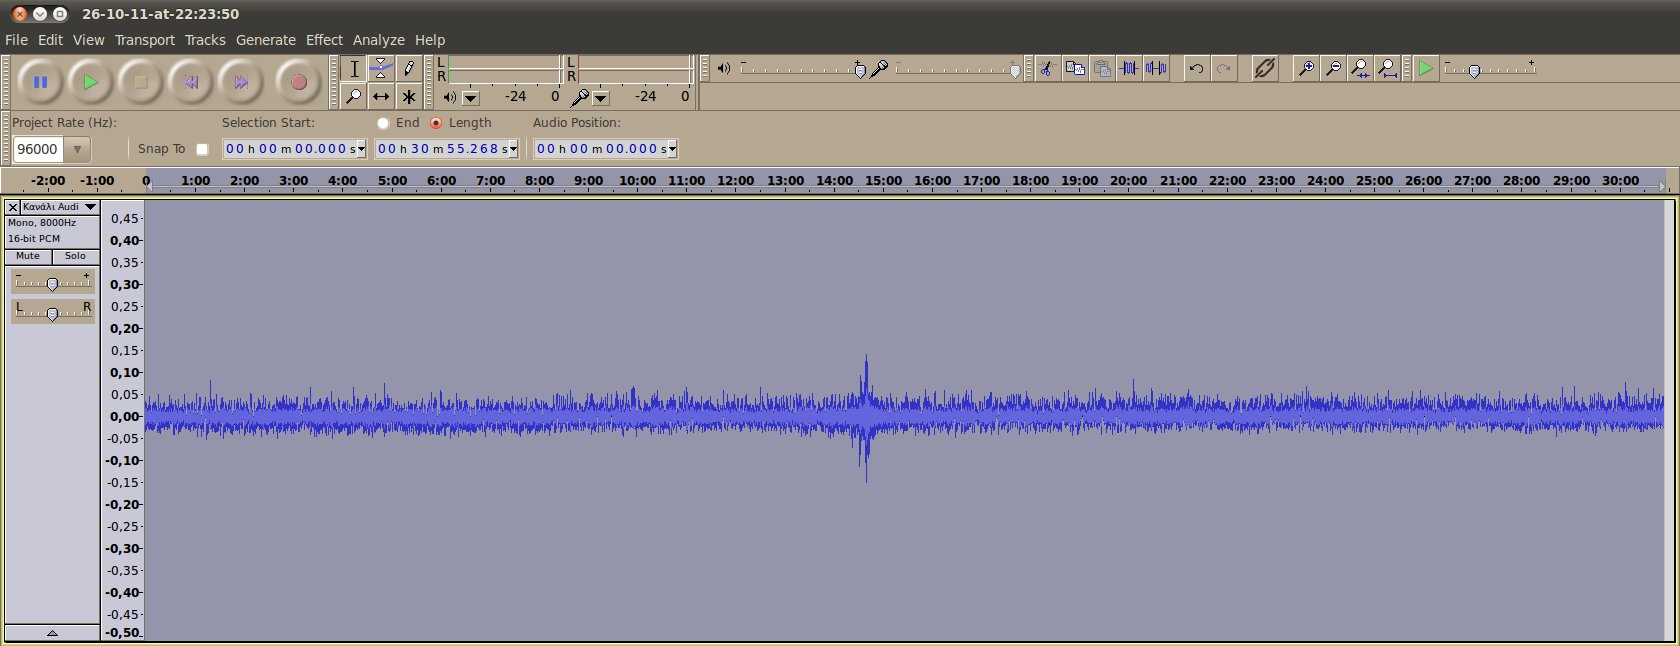 26-10-11-at-22:23:50
File Edit View Transport Tracks Generate Effect Analyze Help
L L
R R
-24 0 -24 0
Project Rate (Hz): Selection Start: End Length Audio Position:
96000 Snap To 00 h 00 m 00.000 s 00 h 30 m 55.268 s 00 h 00 m 00.000 s
-2:00 -1:00 0 1:00 2:00 3:00 4:00 5:00 6:00 7:00 8:00 9:00 10:00 11:00 12:00 13:00 14:00 15:00 16:00 17:00 18:00 19:00 20:00 21:00 22:00 23:00 24:00 25:00 26:00 27:00 28:00 29:00 30:00
X Κανάλι Audi
Mono, 8000Hz
16-bit PCM
Mute Solo
- +
L R
0,45
0,40
0,35
0,30
0,25
0,20
0,15
0,10
0,05
0,00
-0,05
-0,10
-0,15
-0,20
-0,25
-0,30
-0,35
-0,40
-0,45
-0,50